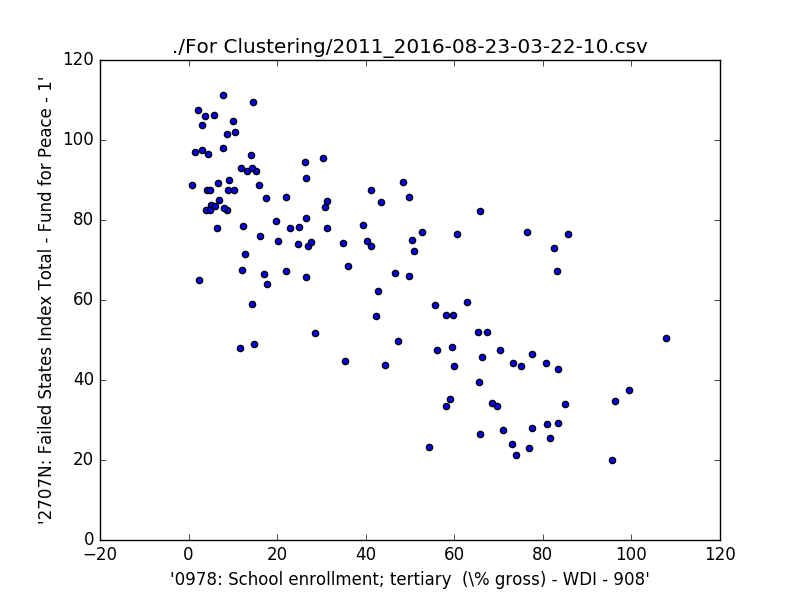 ./For Clustering/2011_2016-08-23-03-22-10.csv
120
100
80
60
40
20
0
'2707N: Failed States Index Total - Fund for Peace - 1'
−20 0 20 40 60 80 100 120
'0978: School enrollment; tertiary  (\% gross) - WDI - 908'